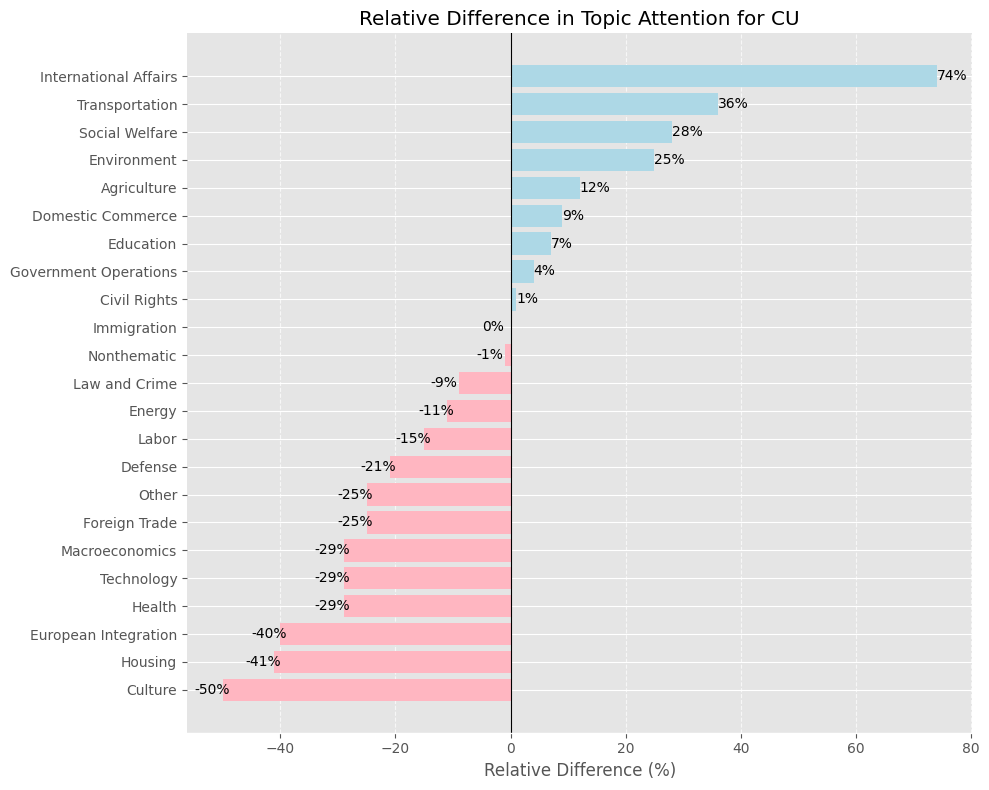 Relative Difference in Topic Attention for CU
International Affairs 74%
Transportation 36%
Social Welfare 28%
Environment 25%
Agriculture 12%
Domestic Commerce 9%
Education 7%
Government Operations 4%
Civil Rights 1%
Immigration 0%
Nonthematic -1%
Law and Crime -9%
Energy -11%
Labor -15%
Defense -21%
Other -25%
Foreign Trade -25%
Macroeconomics -29%
Technology -29%
Health -29%
European Integration -40%
Housing -41%
Culture -50%
−40 −20 0 20 40 60 80
Relative Difference (%)